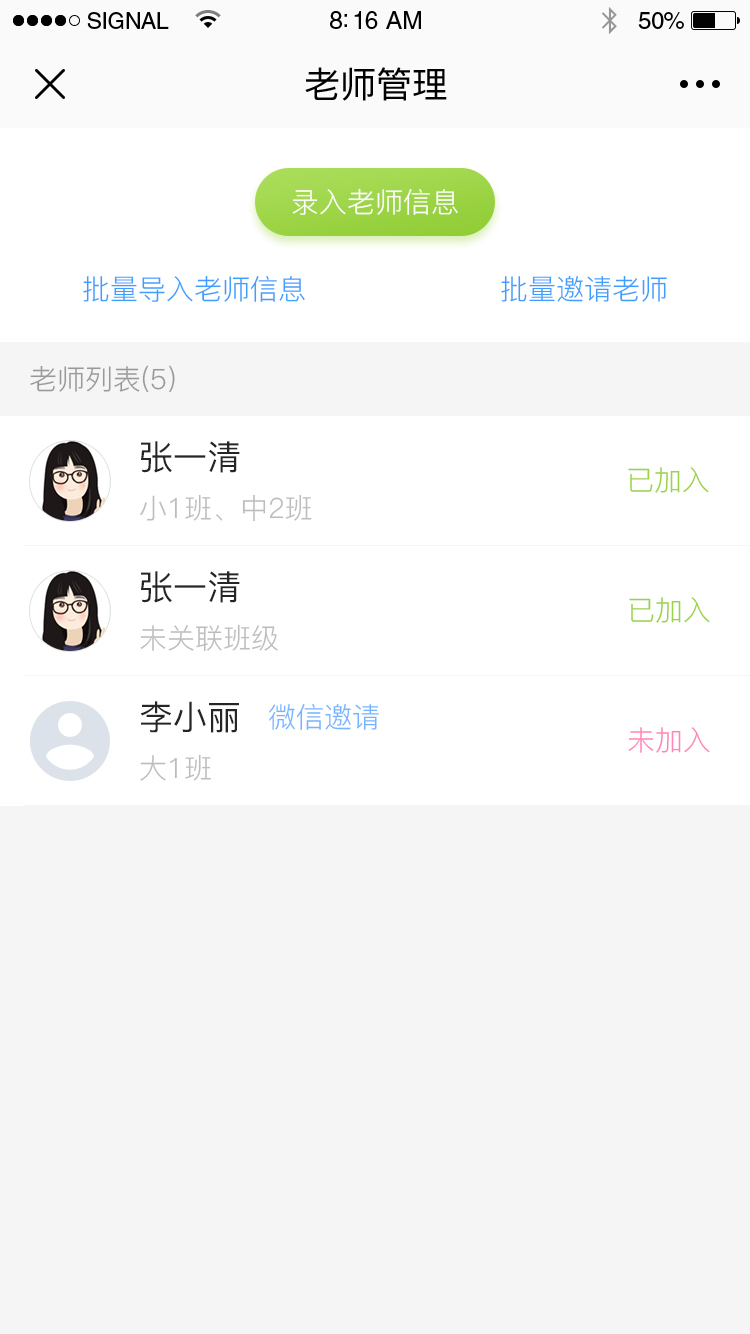 SIGNAL 8:16 AM 50%
老师管理
录入老师信息
批量导入老师信息 批量邀请老师
老师列表(5)
张一清
小1班、中2班
已加入
张一清
未关联班级
已加入
李小丽 微信邀请
大1班
未加入